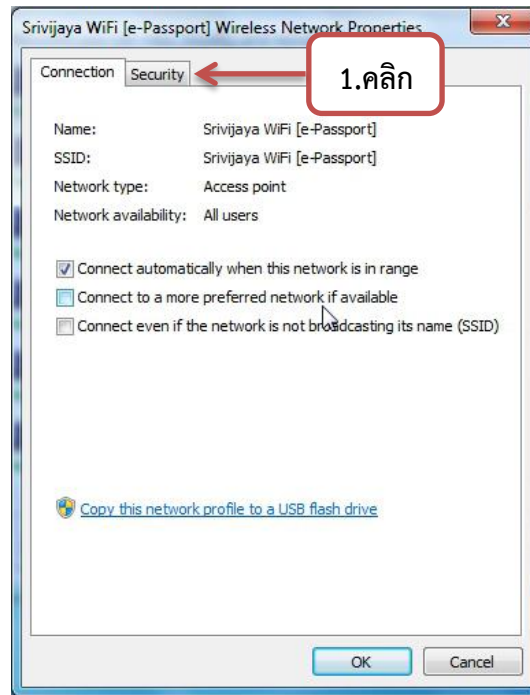 Srivijaya WiFi [e-Passport] Wireless Network Properties
Connection Security
1.คลิก
Name: Srivijaya WiFi [e-Passport]
SSID: Srivijaya WiFi [e-Passport]
Network type: Access point
Network availability: All users
Connect automatically when this network is in range
Connect to a more preferred network if available
Connect even if the network is not broadcasting its name (SSID)
Copy this network profile to a USB flash drive
OK Cancel